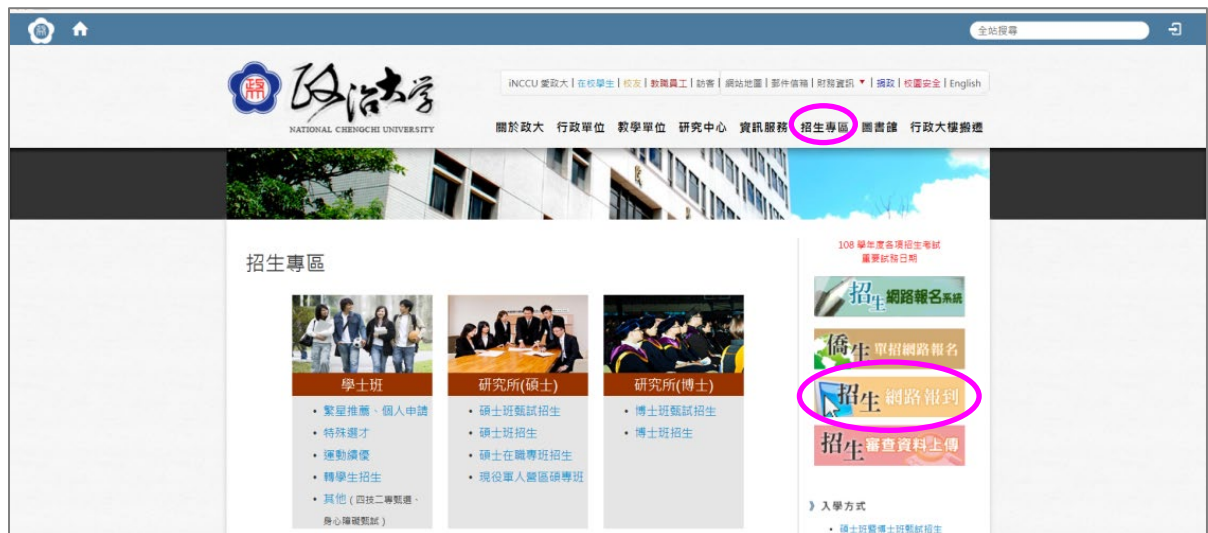 全站搜尋
政治大学
NATIONAL CHENGCHI UNIVERSITY
iNCCU 愛政大 | 在校學生 | 校友 | 教職員工 | 訪客 | 網站地圖 | 郵件信箱 | 財務資訊 ▼ | 捐政 | 校園安全 | English
關於政大 行政單位 教學單位 研究中心 資訊服務 招生專區 圖書館 行政大樓搬遷
招生專區
學士班
• 繁星推薦、個人申請
• 特殊選才
• 運動績優
• 轉學生招生
• 其他 ( 四技二專甄選、
身心障礙甄試 )
研究所(碩士)
• 碩士班甄試招生
• 碩士班招生
• 碩士在職專班招生
• 現役軍人營區碩專班
研究所(博士)
• 博士班甄試招生
• 博士班招生
108 學年度各項招生考試
重要試務日期
招生 網路報名系統
僑生 單招網路報名
招生 網路報到
招生 審查資料上傳
》入學方式
• 碩士班暨博士班甄試招生